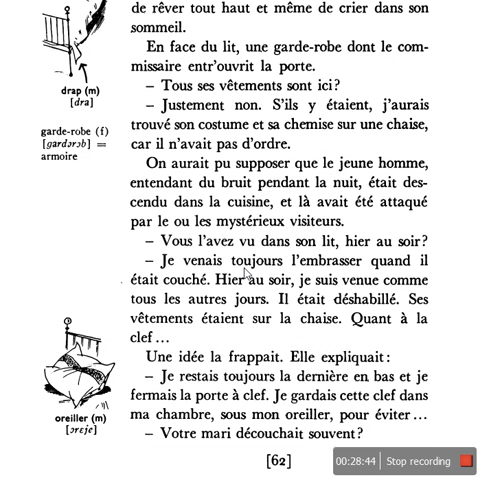 de rêver tout haut et même de crier dans son
sommeil.
En face du lit, une garde-robe dont le com-
missaire entr'ouvrit la porte.
– Tous ses vêtements sont ici?
– Justement non. S'ils y étaient, j'aurais
trouvé son costume et sa chemise sur une chaise,
car il n'avait pas d'ordre.
On aurait pu supposer que le jeune homme,
entendant du bruit pendant la nuit, était des-
cendu dans la cuisine, et là avait été attaqué
par le ou les mystérieux visiteurs.
– Vous l'avez vu dans son lit, hier au soir?
– Je venais toujours l'embrasser quand il
était couché. Hier au soir, je suis venue comme
tous les autres jours. Il était déshabillé. Ses
vêtements étaient sur la chaise. Quant à la
clef...
Une idée la frappait. Elle expliquait:
– Je restais toujours la dernière en bas et je
fermais la porte à clef. Je gardais cette clef dans
ma chambre, sous mon oreiller, pour éviter...
– Votre mari découchait souvent?
drap (m)
[dra]
garde-robe (f)
[gardərɔb] =
armoire
oreiller (m)
[ɔrɛje]
[62]
00:28:44 Stop recording